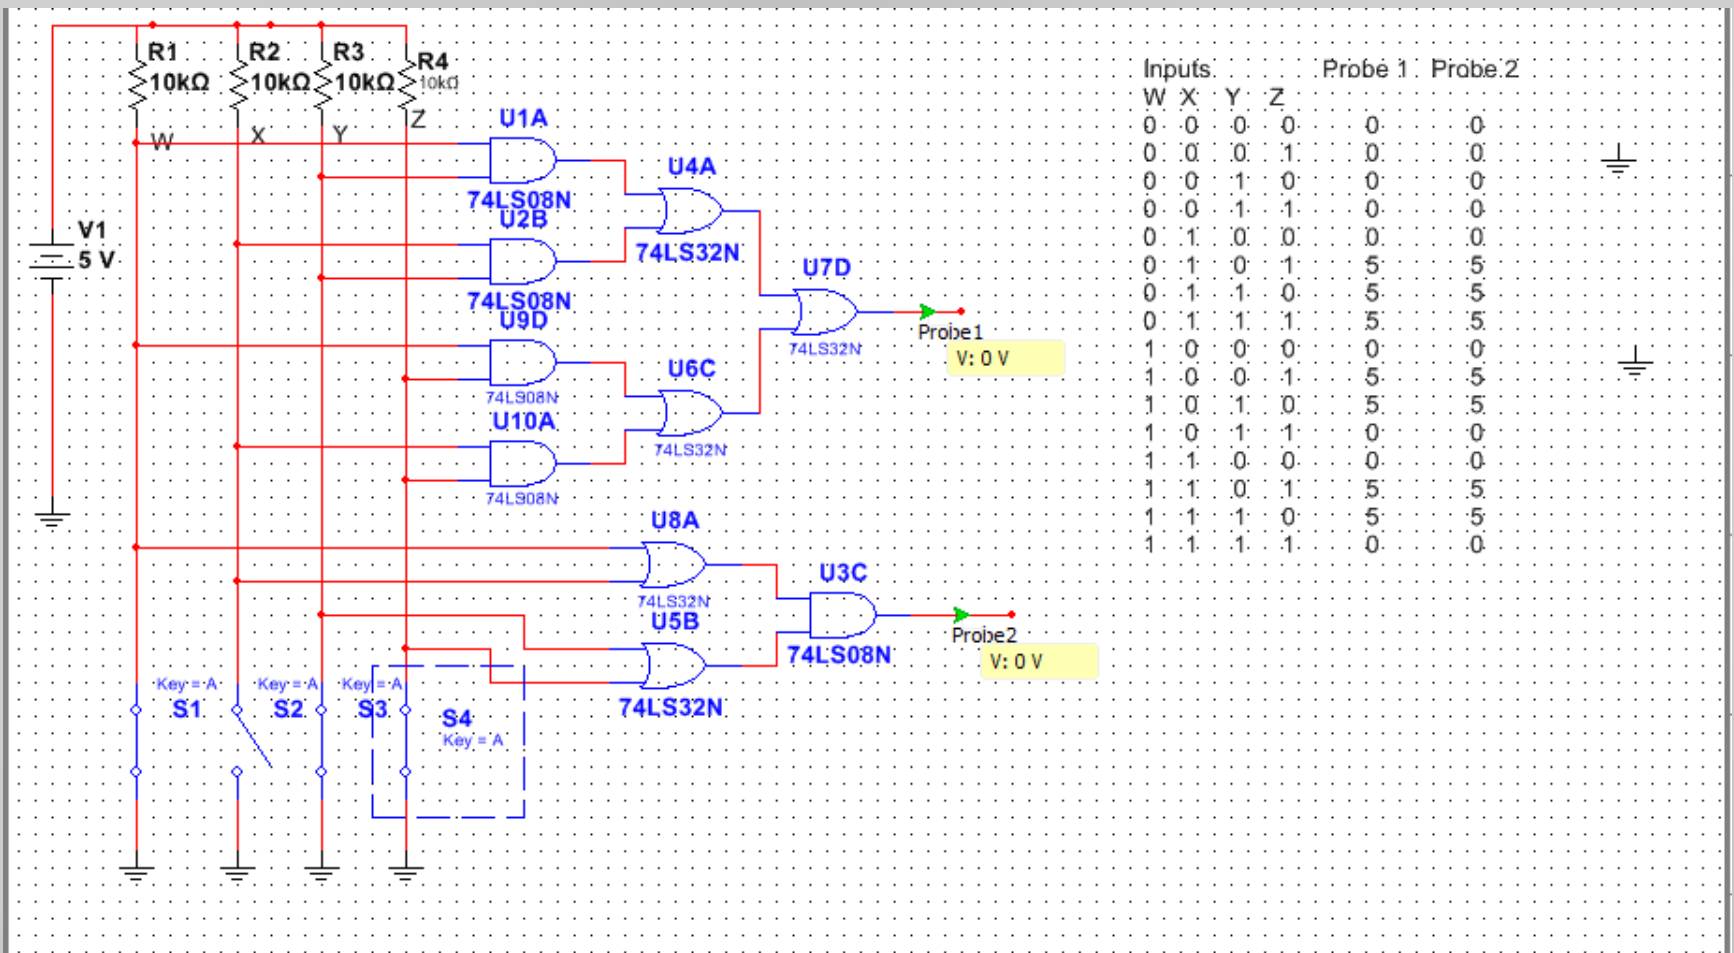 R1
10kΩ
R2
10kΩ
R3
10kΩ
R4
10kΩ
W
X
Y
Z
V1
5 V
U1A
74LS08N
U2B
74LS08N
U9D
74LS08N
U10A
74LS08N
U4A
74LS32N
U6C
74LS32N
U7D
74LS32N
Probe1
V: 0 V
U8A
74LS32N
U5B
74LS32N
U3C
74LS08N
Probe2
V: 0 V
Key = A
S1
Key = A
S2
Key = A
S3
S4
Key = A
Inputs Probe 1 Probe 2
W X Y Z
0 0 0 0 0 0
0 0 0 1 0 0
0 0 1 0 0 0
0 0 1 1 0 0
0 1 0 0 0 0
0 1 0 1 5 5
0 1 1 0 5 5
0 1 1 1 5 5
1 0 0 0 0 0
1 0 0 1 5 5
1 0 1 0 5 5
1 0 1 1 0 0
1 1 0 0 0 0
1 1 0 1 5 5
1 1 1 0 5 5
1 1 1 1 0 0